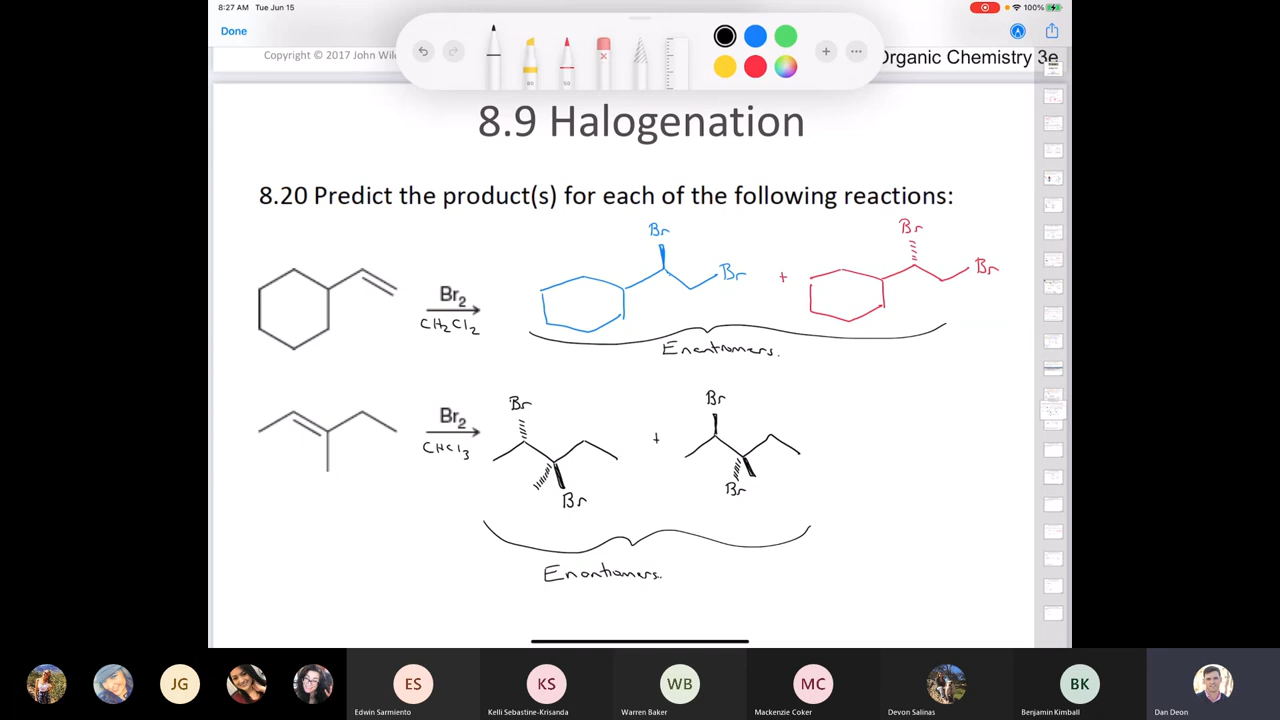 8:27 AM Tue Jun 15
100%
Done
Copyright © 2017 John Wil
Organic Chemistry 3e
8.9 Halogenation
8.20 Predict the product(s) for each of the following reactions:
Br
Br
Br₂
CH₂Cl₂
Br
+
Br
Enantiomers.
Br₂
CHCl₃
Br
Br
+
Br
Br
Enantiomers.
JG
ES
KS
WB
MC
BK
Edwin Sarmiento
Kelli Sebastine-Krisanda
Warren Baker
Mackenzie Coker
Devon Salinas
Benjamin Kimball
Dan Deon